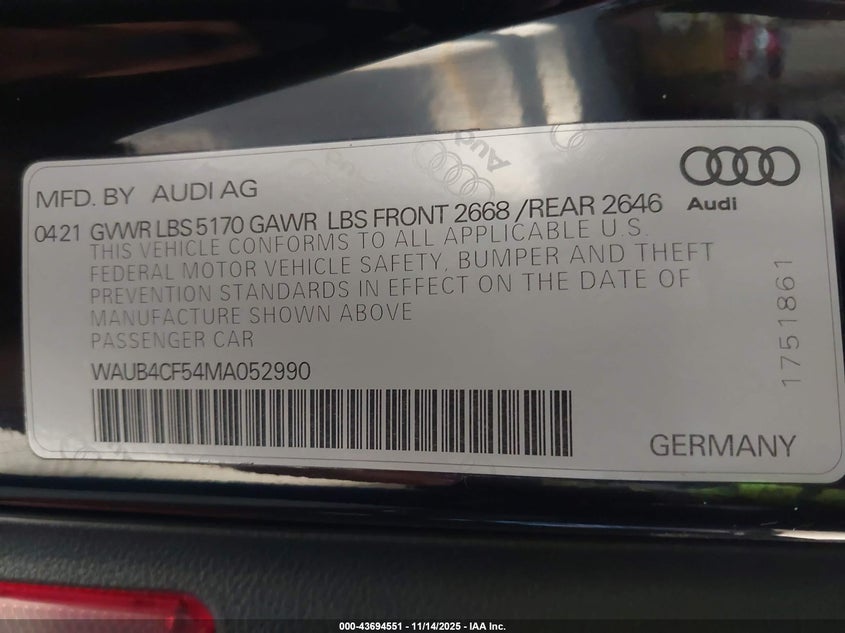 MFD. BY AUDI AG
Audi
0421 GVWR LBS 5170 GAWR LBS FRONT 2668 /REAR 2646
THIS VEHICLE CONFORMS TO ALL APPLICABLE U.S.
FEDERAL MOTOR VEHICLE SAFETY, BUMPER AND THEFT
PREVENTION STANDARDS IN EFFECT ON THE DATE OF
MANUFACTURE SHOWN ABOVE
PASSENGER CAR
WAUB4CF54MA052990
1751861
GERMANY
000-43694551 - 11/14/2025 - IAA Inc.